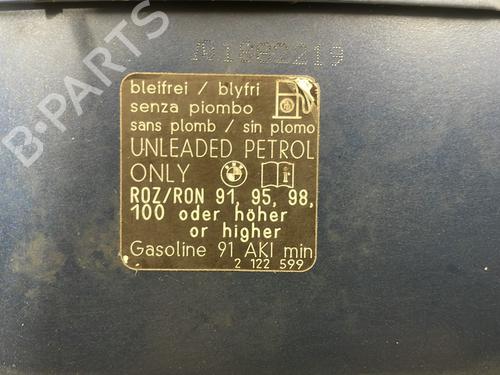 bleifrei / blyfri
senza piombo
sans plomb / sin plomo
UNLEADED PETROL
ONLY
ROZ/RON 91, 95, 98,
100 oder höher
or higher
Gasoline 91 AKI min
2 122 599
B-PARTS